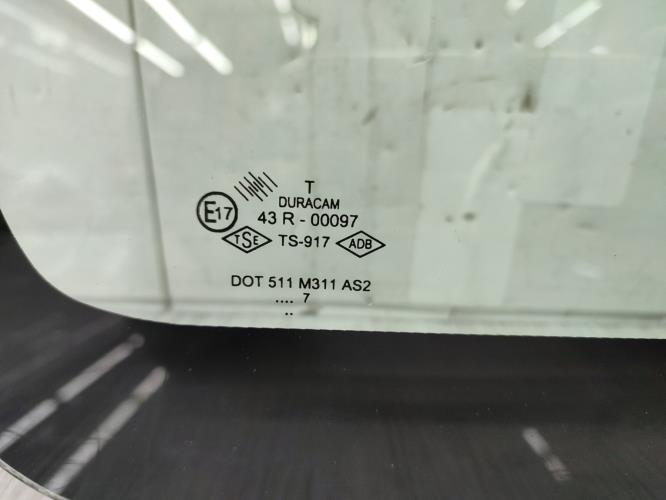 T
DURACAM
E17 43 R - 00097
TSE TS-917 ADB
DOT 511 M311 AS2
.... 7
..